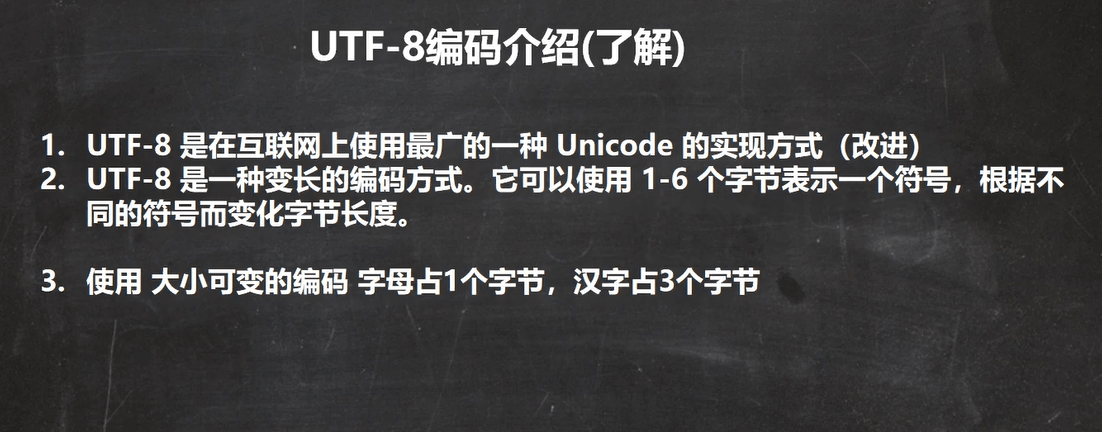 UTF-8编码介绍(了解)
1. UTF-8 是在互联网上使用最广的一种 Unicode 的实现方式（改进）
2. UTF-8 是一种变长的编码方式。它可以使用 1-6 个字节表示一个符号，根据不
同的符号而变化字节长度。
3. 使用 大小可变的编码 字母占1个字节，汉字占3个字节